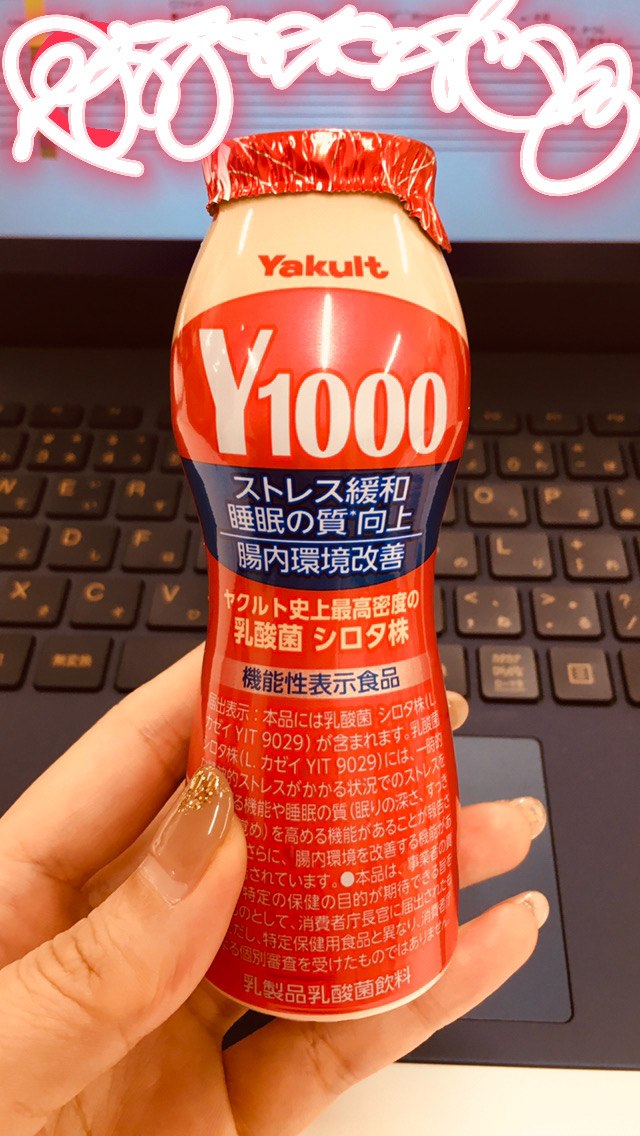 Yakult
Y1000
ストレス緩和
睡眠の質*向上
腸内環境改善
ヤクルト史上最高密度の
乳酸菌 シロタ株
機能性表示食品
届出表示：本品には乳酸菌 シロタ株(L.
カゼイ YIT 9029) が含まれます。乳酸菌
シロタ株(L. カゼイ YIT 9029)には、一時的
ストレスがかかる状況でのストレスを
る機能や睡眠の質(眠りの深さ、すっき
め)を高める機能があることが報告さ
さらに、腸内環境を改善する機能があ
されています。●本品は、事業者の責
特定の保健の目的が期待できる旨を
ものとして、消費者庁長官に届出された
ただし、特定保健用食品と異なり、消費者庁
る個別審査を受けたものではありません
乳製品乳酸菌飲料
W
E
R
O
P
S
D
X
C
無変換